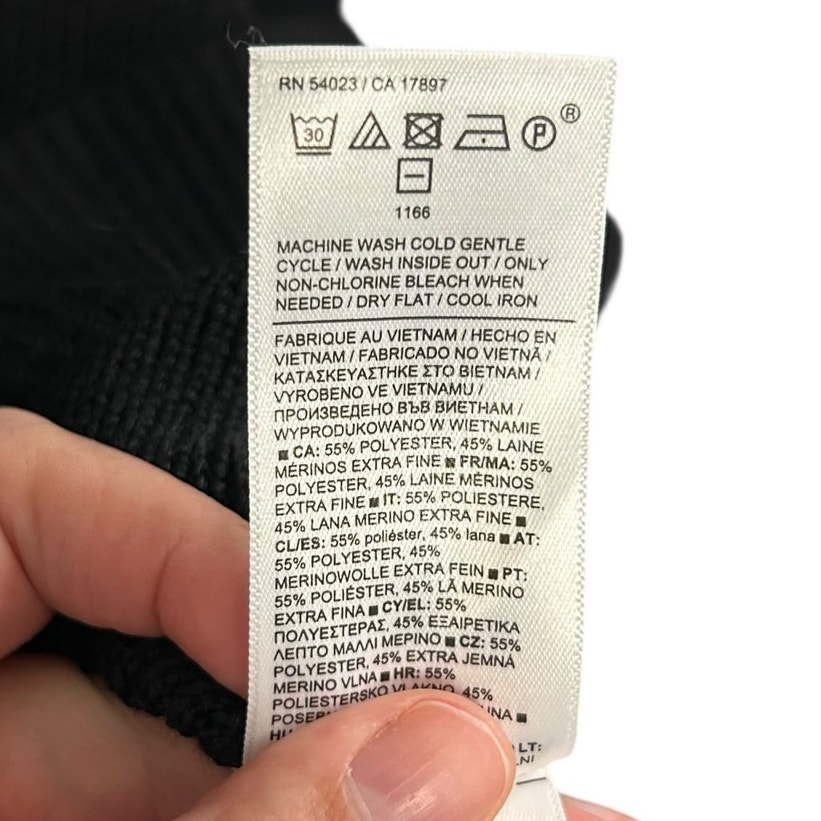 RN 54023 / CA 17897
30
P ®
1166
MACHINE WASH COLD GENTLE
CYCLE / WASH INSIDE OUT / ONLY
NON-CHLORINE BLEACH WHEN
NEEDED / DRY FLAT / COOL IRON
FABRIQUE AU VIETNAM / HECHO EN
VIETNAM / FABRICADO NO VIETNÃ /
ΚΑΤΑΣΚΕΥΑΣΤΗΚΕ ΣΤΟ ΒΙΕΤΝΑΜ /
VYROBENO VE VIETNAMU /
ПРОИЗВЕДЕНО ВЪВ ВИЕТНАМ /
WYPRODUKOWANO W WIETNAMIE
■ CA: 55% POLYESTER, 45% LAINE
MÉRINOS EXTRA FINE ■ FR/MA: 55%
POLYESTER, 45% LAINE MÉRINOS
EXTRA FINE ■ IT: 55% POLIESTERE,
45% LANA MERINO EXTRA FINE ■
CL/ES: 55% poliéster, 45% lana ■ AT:
55% POLYESTER, 45%
MERINOWOLLE EXTRA FEIN ■ PT:
55% POLIÉSTER, 45% LÃ MERINO
EXTRA FINA ■ CY/EL: 55%
ΠΟΛΥΕΣΤΕΡΑΣ, 45% ΕΞΑΙΡΕΤΙΚΑ
ΛΕΠΤΟ ΜΑΛΛΙ ΜΕΡΙΝΟ ■ CZ: 55%
POLYESTER, 45% EXTRA JEMNÁ
MERINO VLNA ■ HR: 55%
POLIESTERSKO VLAKNO, 45%
■
LT: